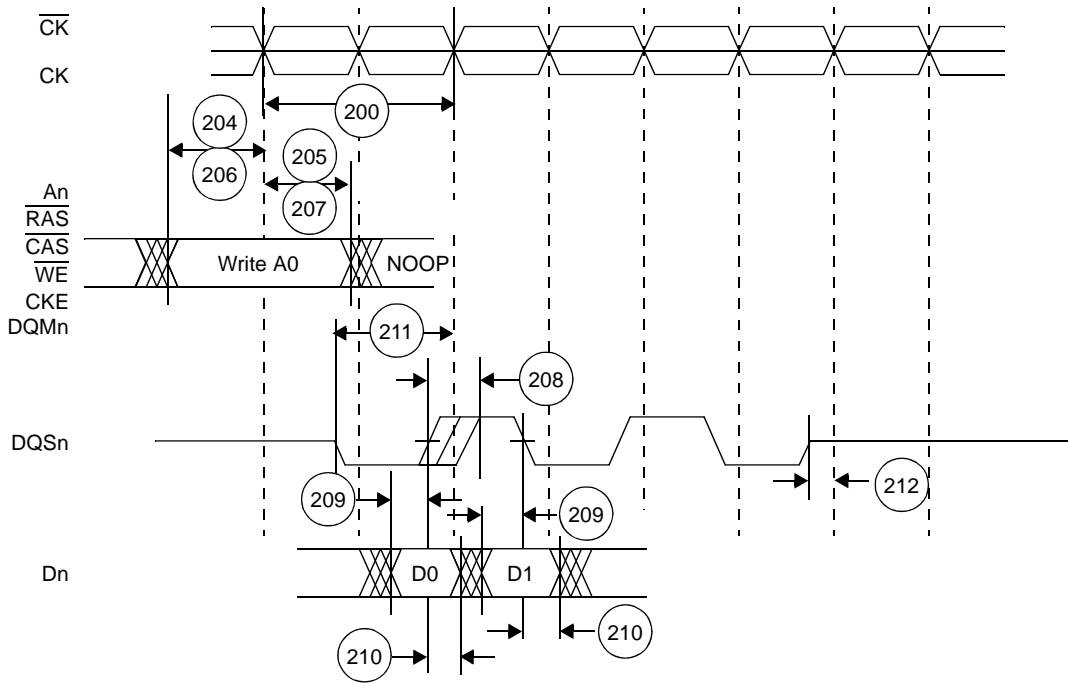 CK
CK
200
204
206
205
207
An
RAS
CAS
WE
CKE
DQMn
Write A0
NOOP
211
208
DQSn
209
209
212
Dn
D0
D1
210
210